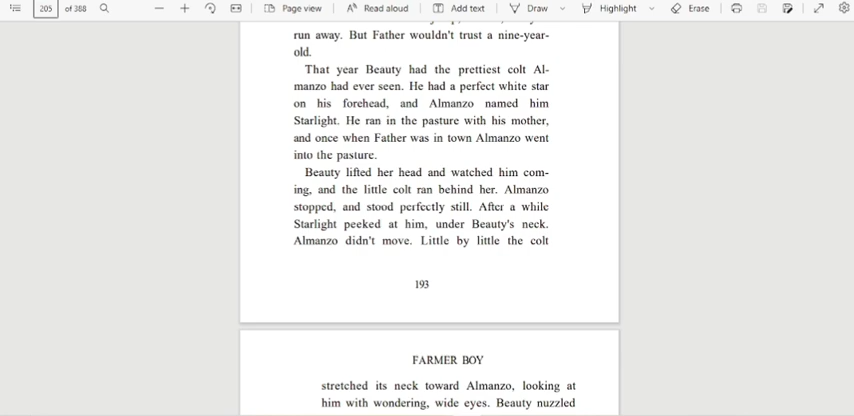 205 of 388 Page view Read aloud Add text Draw Highlight Erase
run away. But Father wouldn't trust a nine-year-
old.
That year Beauty had the prettiest colt Al-
manzo had ever seen. He had a perfect white star
on his forehead, and Almanzo named him
Starlight. He ran in the pasture with his mother,
and once when Father was in town Almanzo went
into the pasture.
Beauty lifted her head and watched him com-
ing, and the little colt ran behind her. Almanzo
stopped, and stood perfectly still. After a while
Starlight peeked at him, under Beauty's neck.
Almanzo didn't move. Little by little the colt
193
FARMER BOY
stretched its neck toward Almanzo, looking at
him with wondering, wide eyes. Beauty nuzzled